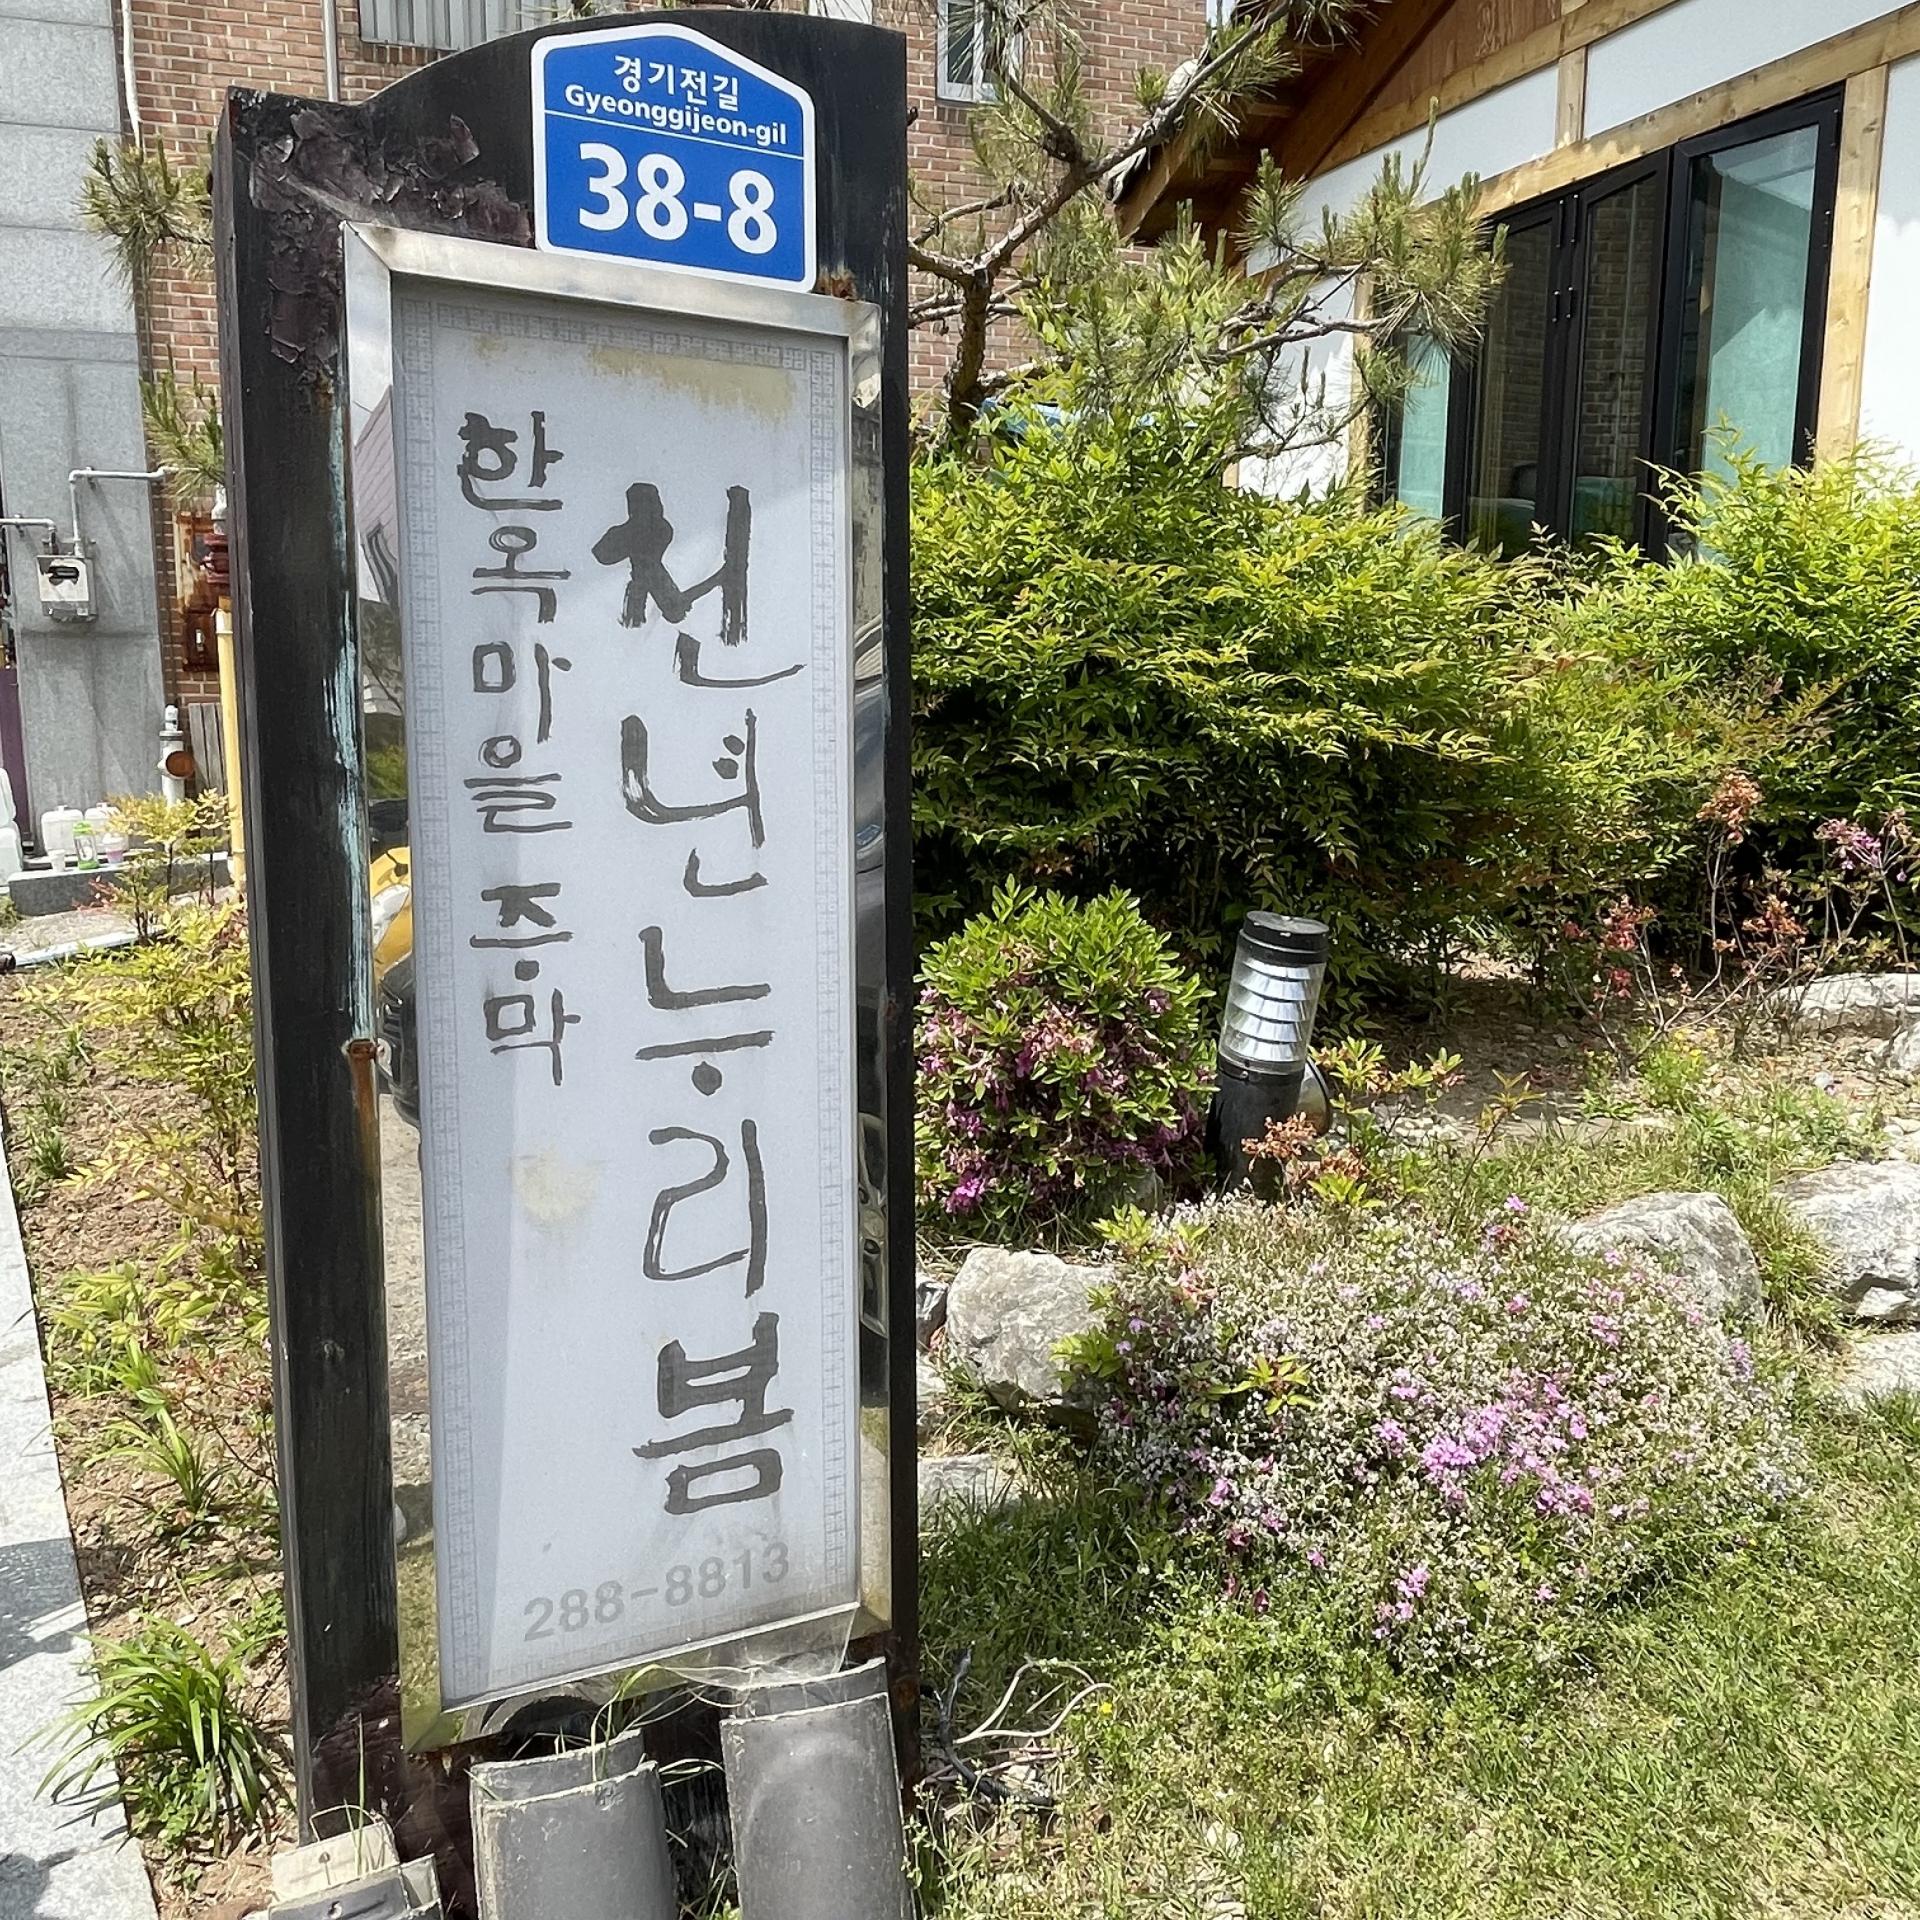 경기전길
Gyeonggijeon-gil
38-8
천년누리봄
한옥마을 주막
288-8813